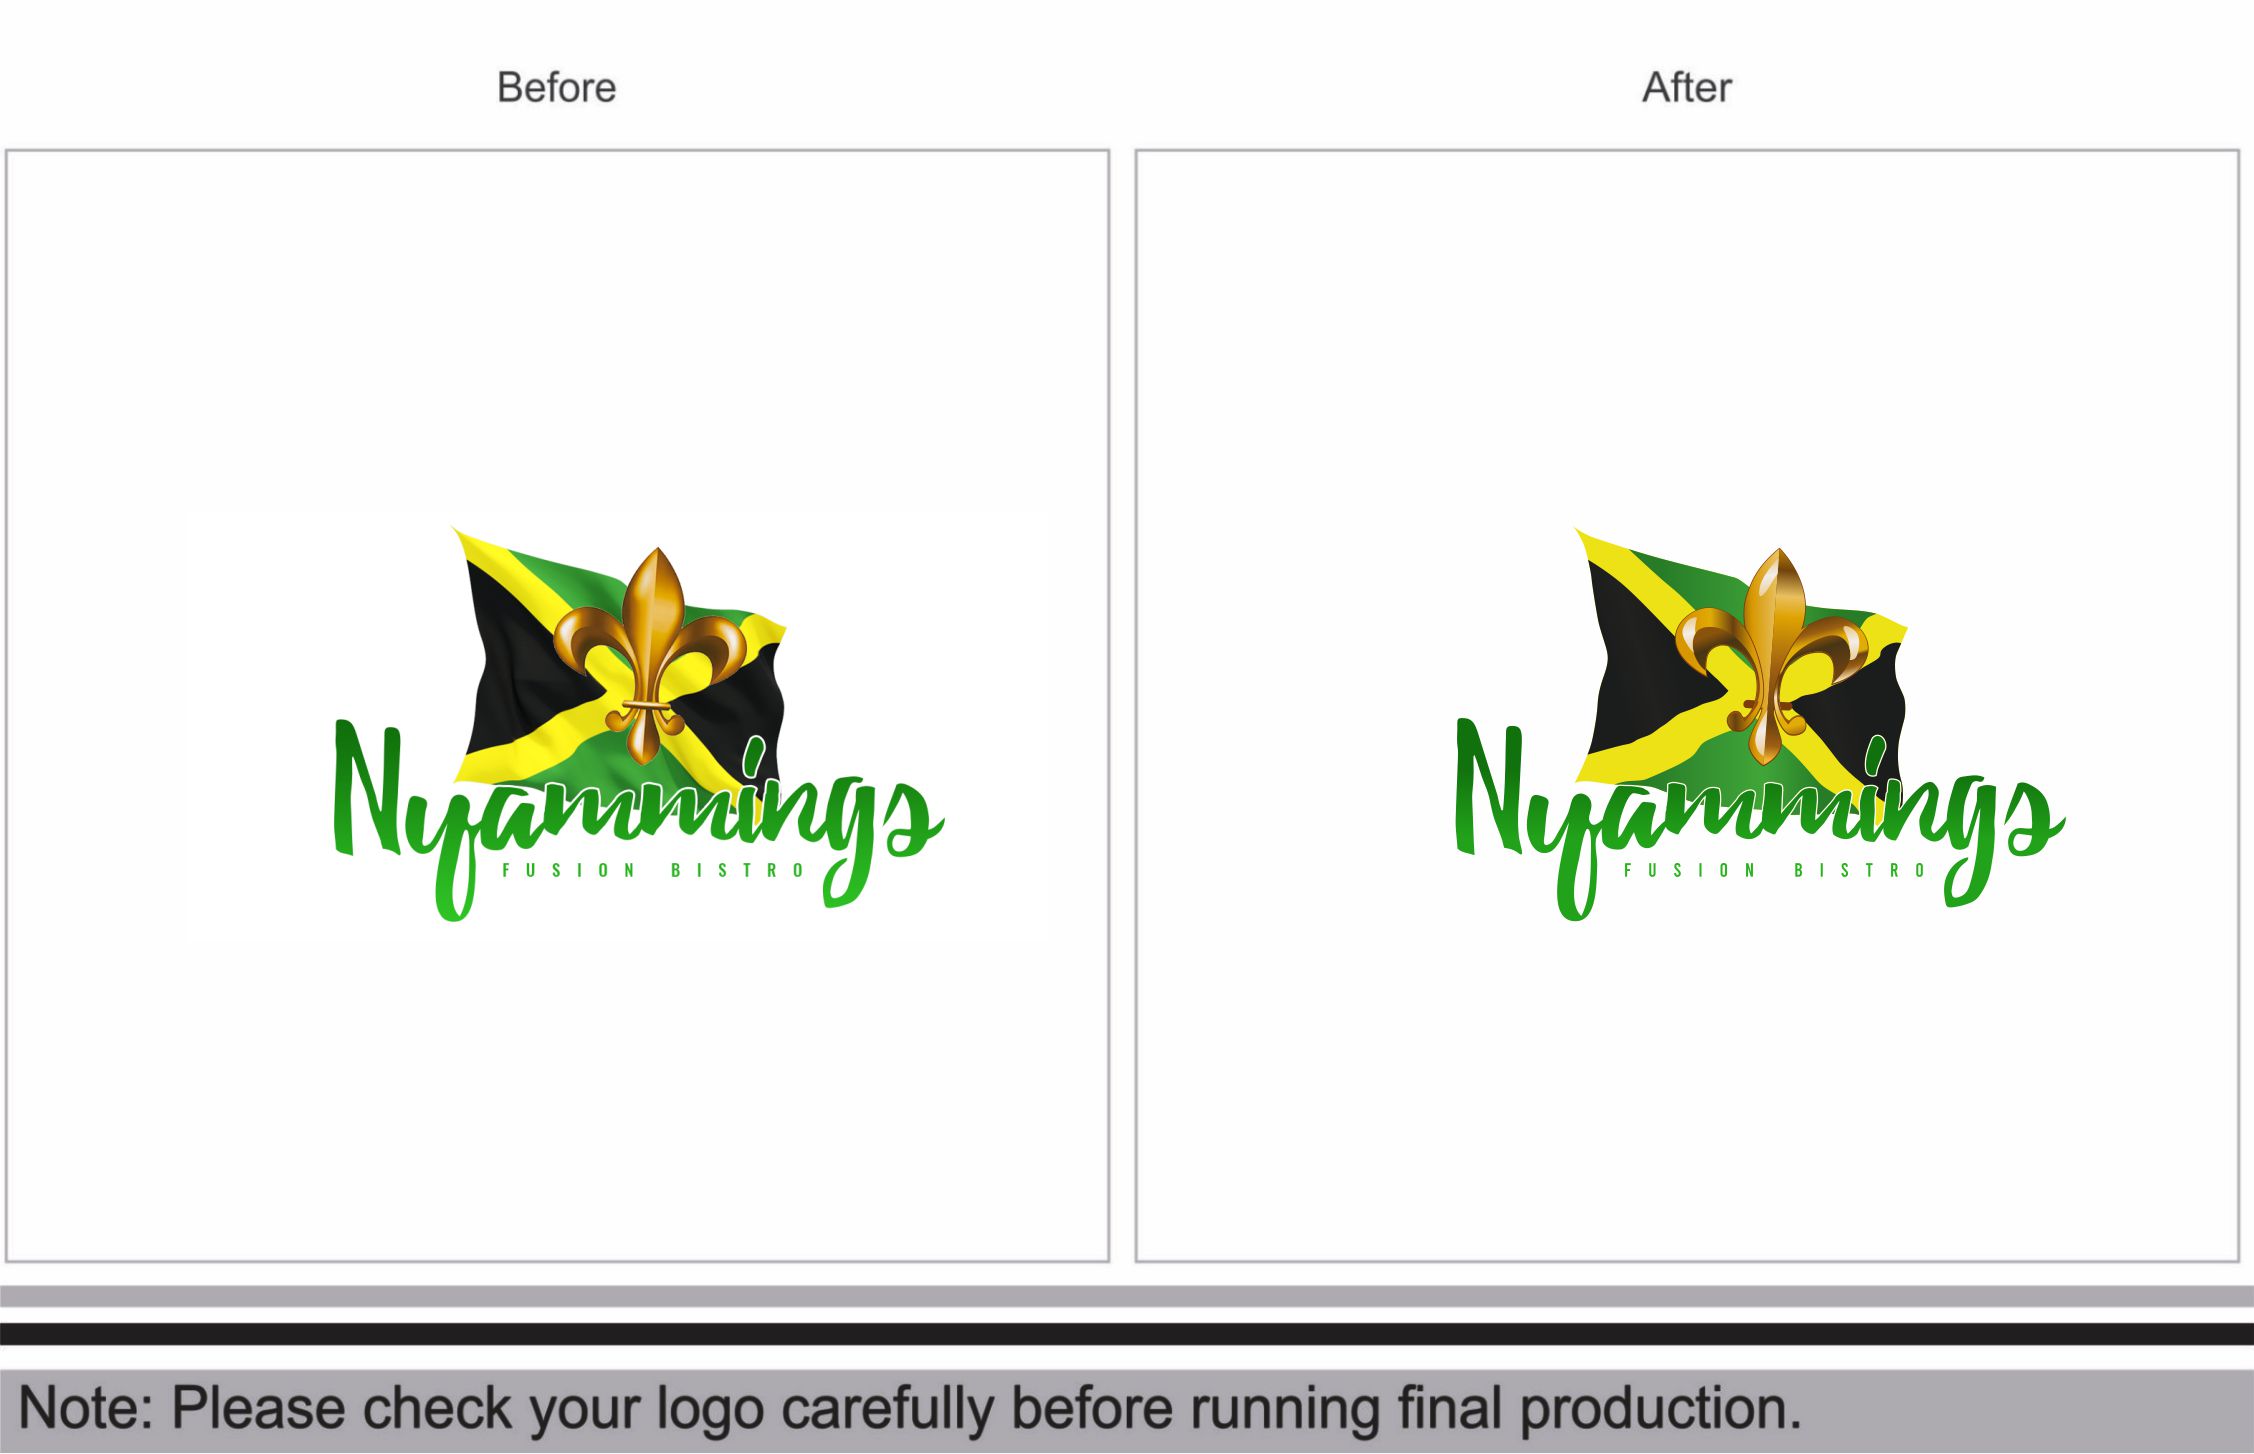 Before
After
Nyammings
FUSION BISTRO
Nyammings
FUSION BISTRO
Note: Please check your logo carefully before running final production.